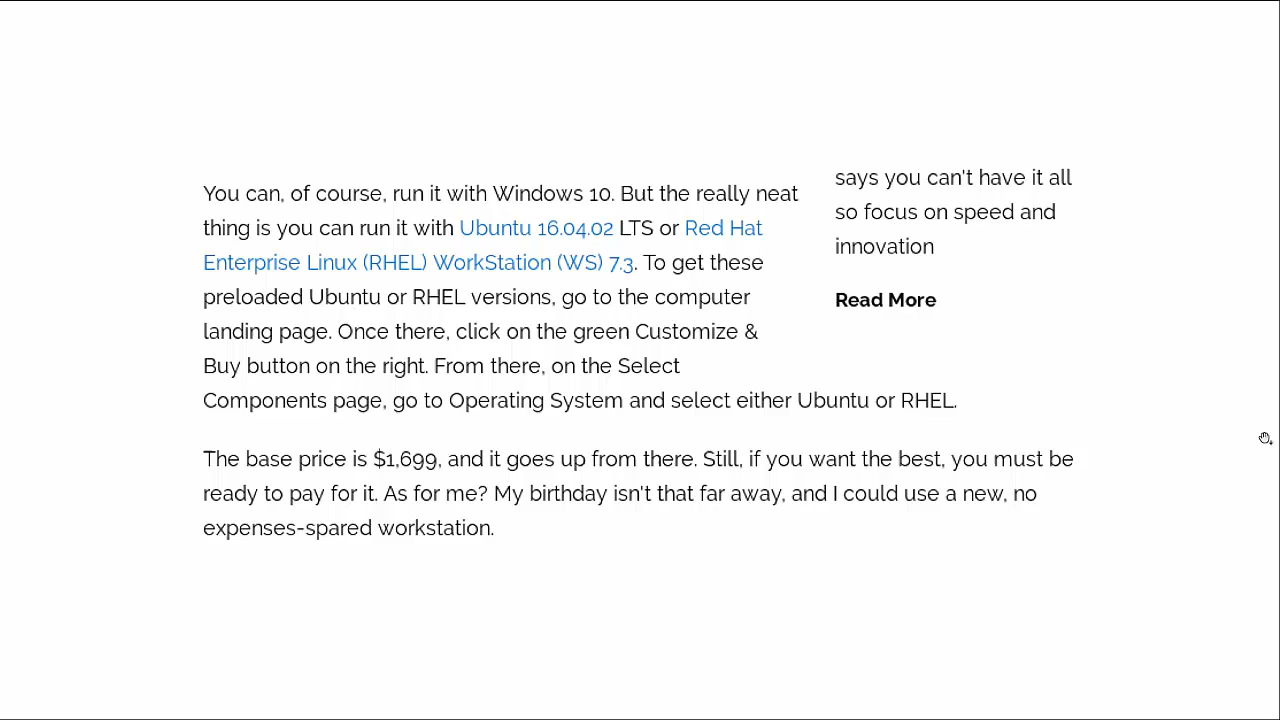 You can, of course, run it with Windows 10. But the really neat
thing is you can run it with Ubuntu 16.04.02 LTS or Red Hat
Enterprise Linux (RHEL) WorkStation (WS) 7.3. To get these
preloaded Ubuntu or RHEL versions, go to the computer
landing page. Once there, click on the green Customize &
Buy button on the right. From there, on the Select
Components page, go to Operating System and select either Ubuntu or RHEL.
The base price is $1,699, and it goes up from there. Still, if you want the best, you must be
ready to pay for it. As for me? My birthday isn't that far away, and I could use a new, no
expenses-spared workstation.
says you can't have it all
so focus on speed and
innovation
Read More